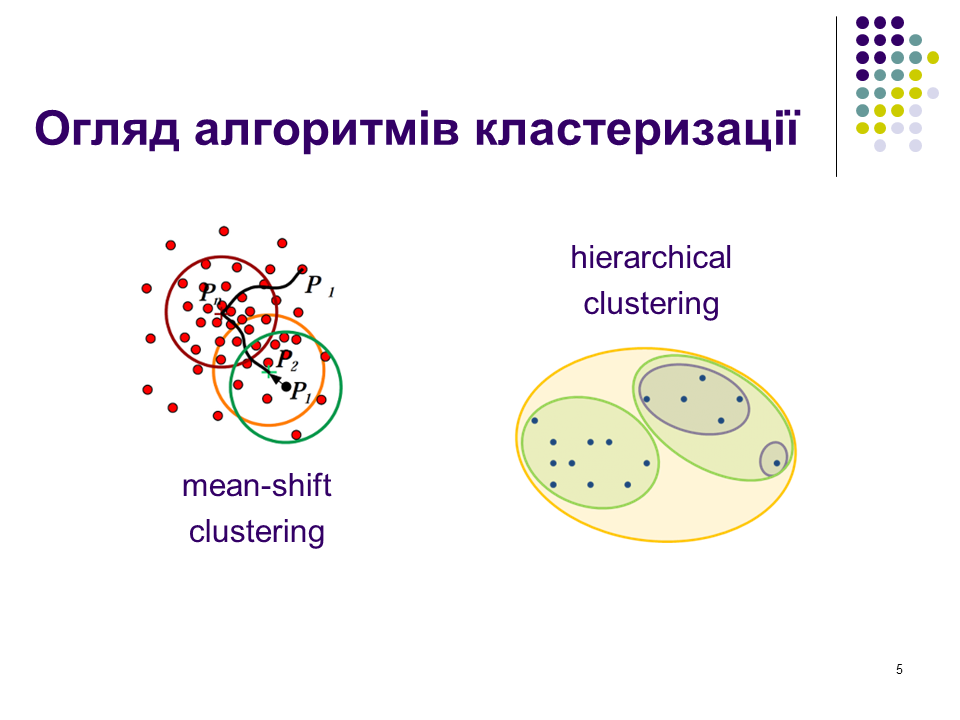 Огляд алгоритмів кластеризації
P n
P 1
P 2
P 1
mean-shift
clustering
hierarchical
clustering
5